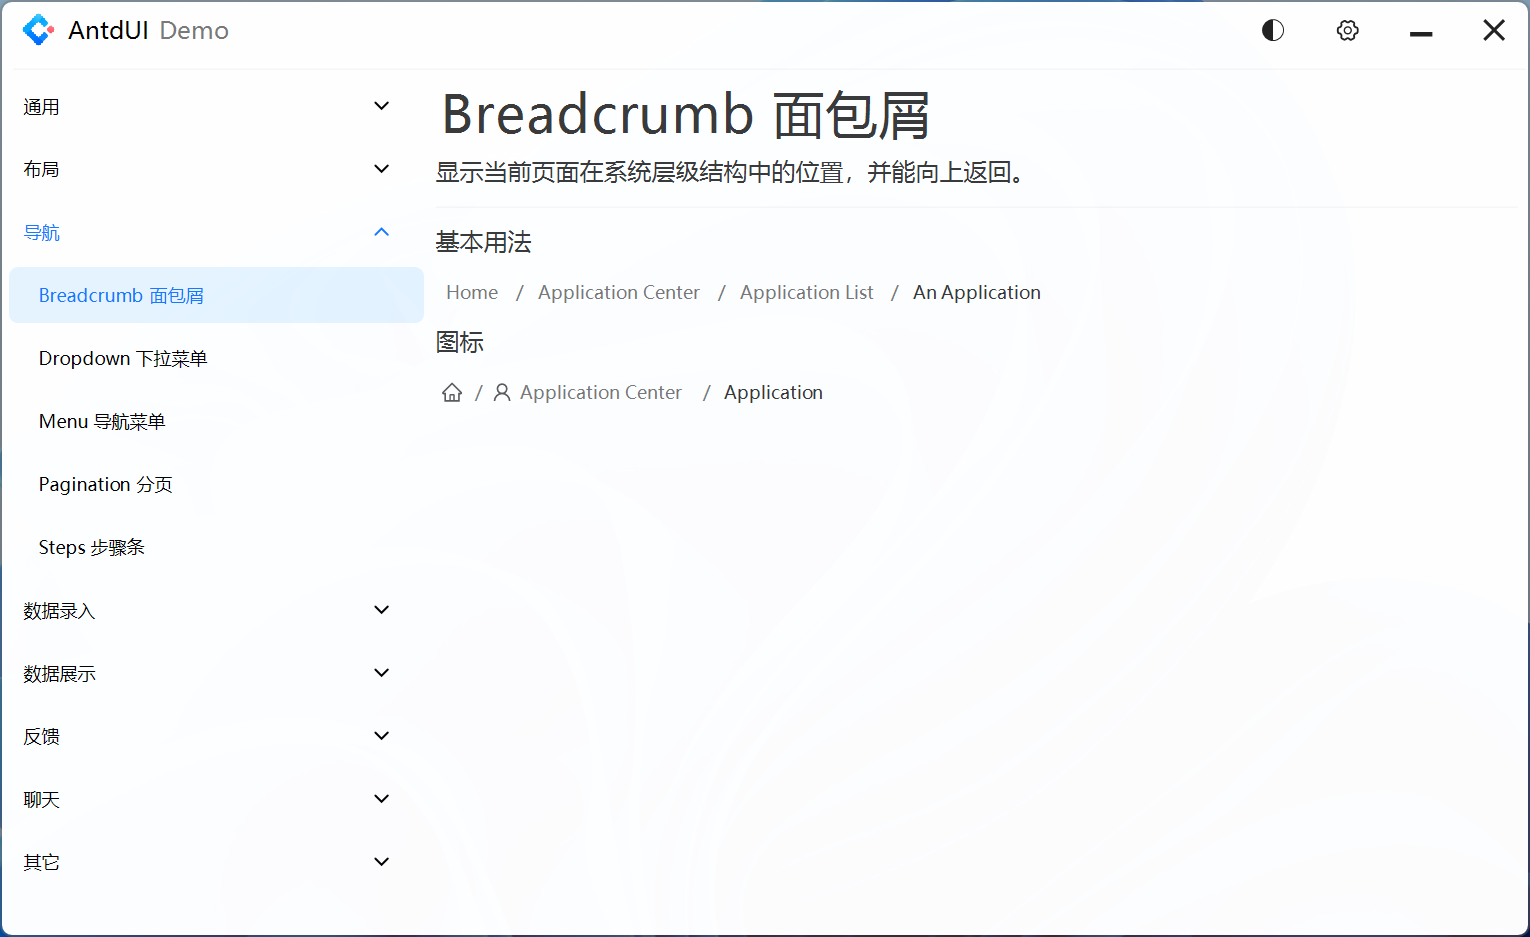 AntdUI Demo
通用
布局
导航
Breadcrumb 面包屑
Dropdown 下拉菜单
Menu 导航菜单
Pagination 分页
Steps 步骤条
数据录入
数据展示
反馈
聊天
其它
Breadcrumb 面包屑
显示当前页面在系统层级结构中的位置，并能向上返回。
基本用法
Home / Application Center / Application List / An Application
图标
/ Application Center / Application